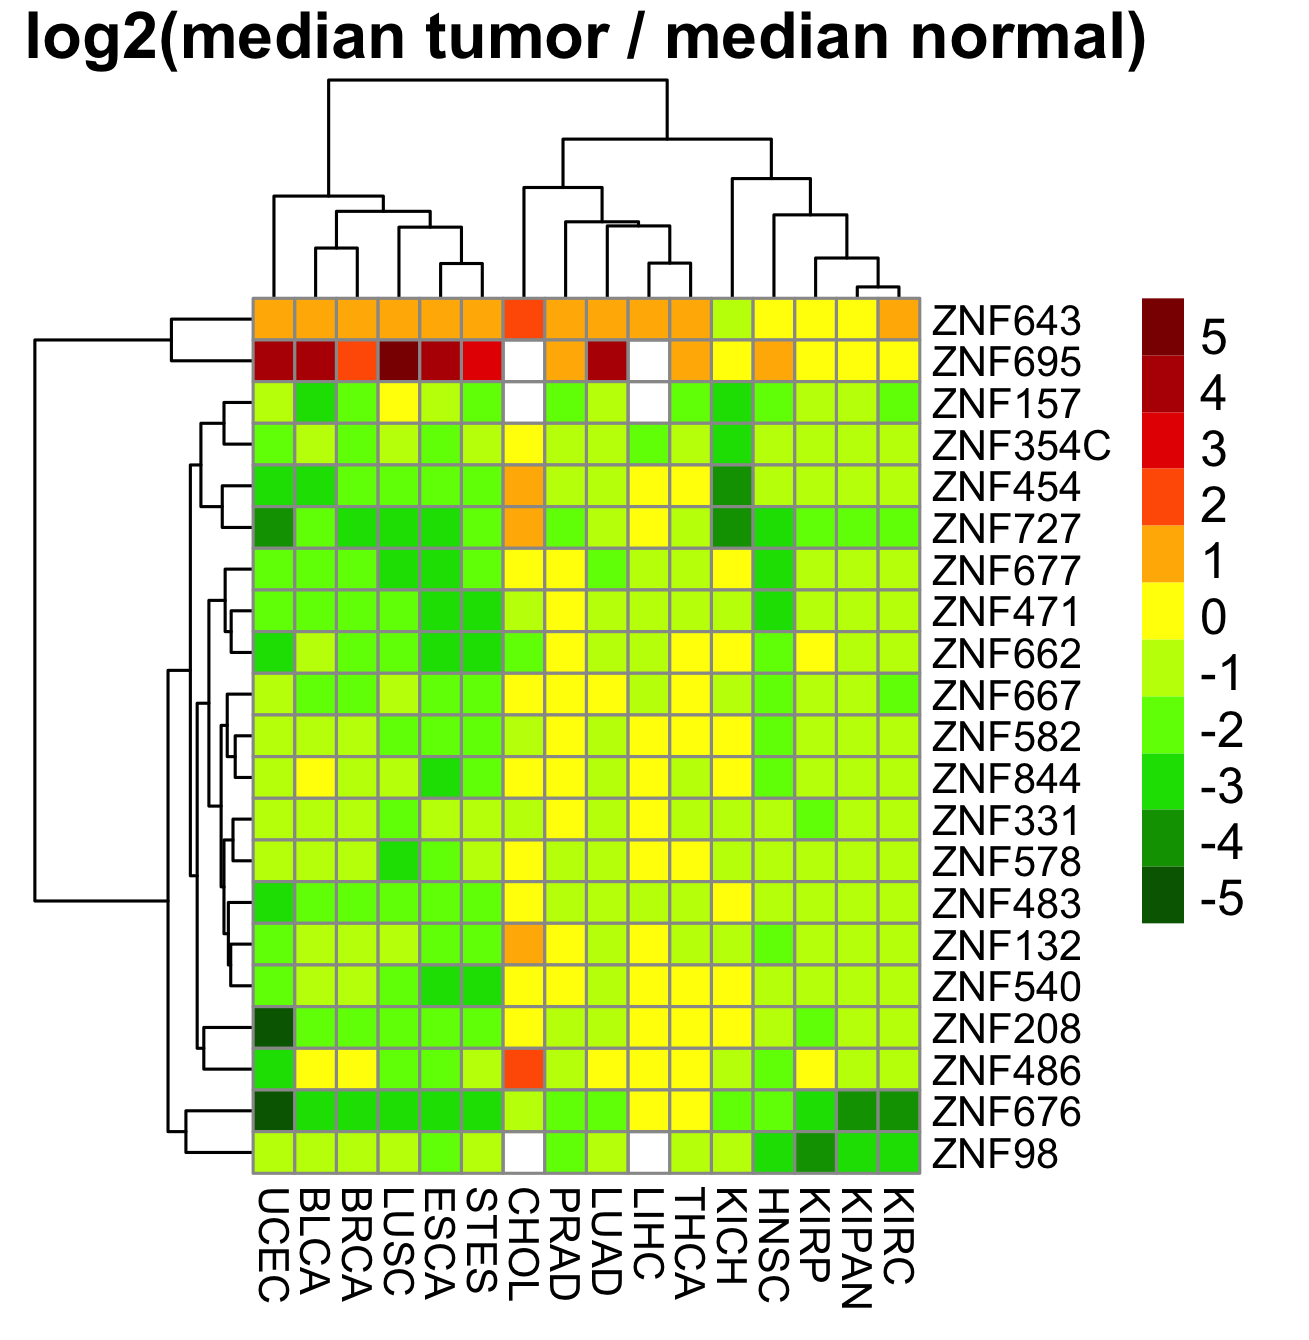 log2(median tumor / median normal)
ZNF643
ZNF695
ZNF157
ZNF354C
ZNF454
ZNF727
ZNF677
ZNF471
ZNF662
ZNF667
ZNF582
ZNF844
ZNF331
ZNF578
ZNF483
ZNF132
ZNF540
ZNF208
ZNF486
ZNF676
ZNF98
5
4
3
2
1
0
-1
-2
-3
-4
-5
UCEC
BLCA
BRCA
LUSC
ESCA
STES
CHOL
PRAD
LUAD
LIHC
THCA
KICH
HNSC
KIRP
KIPAN
KIRC